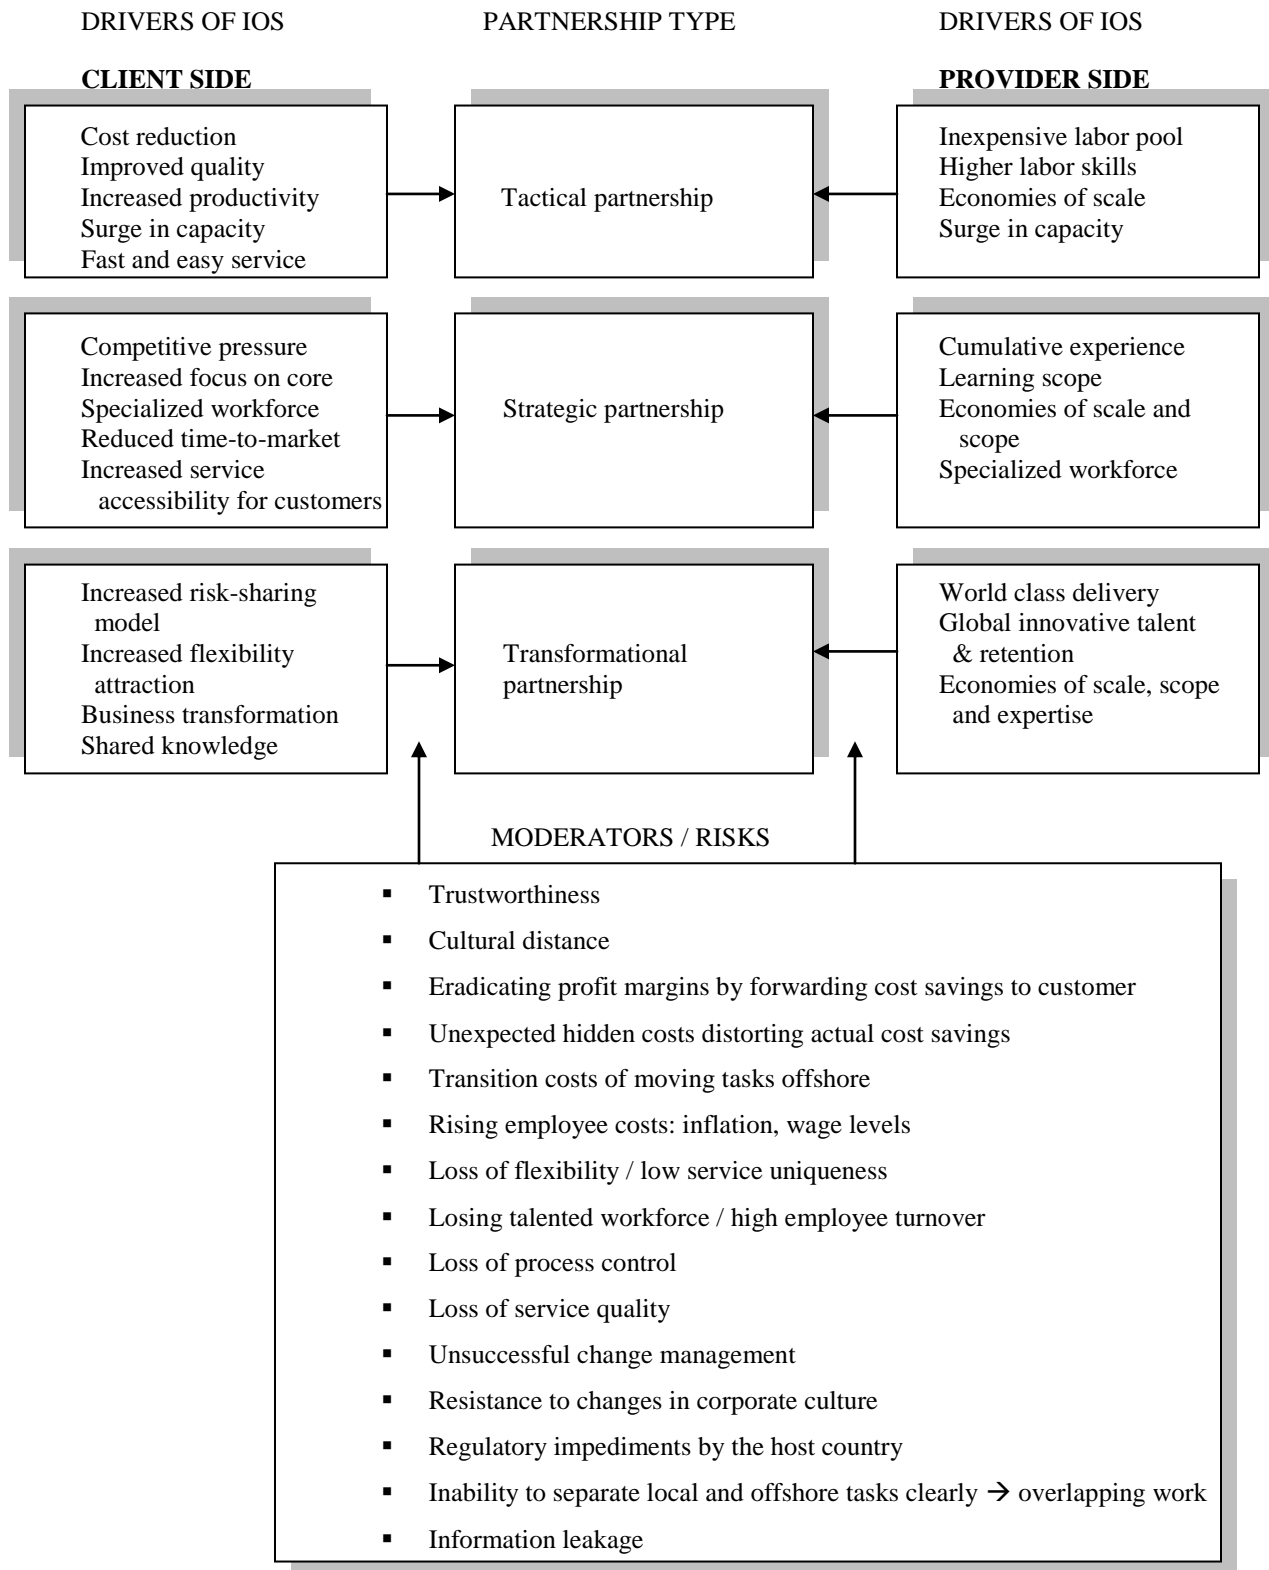 DRIVERS OF IOS
PARTNERSHIP TYPE
DRIVERS OF IOS
CLIENT SIDE
PROVIDER SIDE
Cost reduction
Improved quality
Increased productivity
Surge in capacity
Fast and easy service
Tactical partnership
Inexpensive labor pool
Higher labor skills
Economies of scale
Surge in capacity
Competitive pressure
Increased focus on core
Specialized workforce
Reduced time-to-market
Increased service
accessibility for customers
Strategic partnership
Cumulative experience
Learning scope
Economies of scale and
scope
Specialized workforce
Increased risk-sharing
model
Increased flexibility
attraction
Business transformation
Shared knowledge
Transformational
partnership
World class delivery
Global innovative talent
& retention
Economies of scale, scope
and expertise
MODERATORS / RISKS
▪ Trustworthiness
▪ Cultural distance
▪ Eradicating profit margins by forwarding cost savings to customer
▪ Unexpected hidden costs distorting actual cost savings
▪ Transition costs of moving tasks offshore
▪ Rising employee costs: inflation, wage levels
▪ Loss of flexibility / low service uniqueness
▪ Losing talented workforce / high employee turnover
▪ Loss of process control
▪ Loss of service quality
▪ Unsuccessful change management
▪ Resistance to changes in corporate culture
▪ Regulatory impediments by the host country
▪ Inability to separate local and offshore tasks clearly → overlapping work
▪ Information leakage